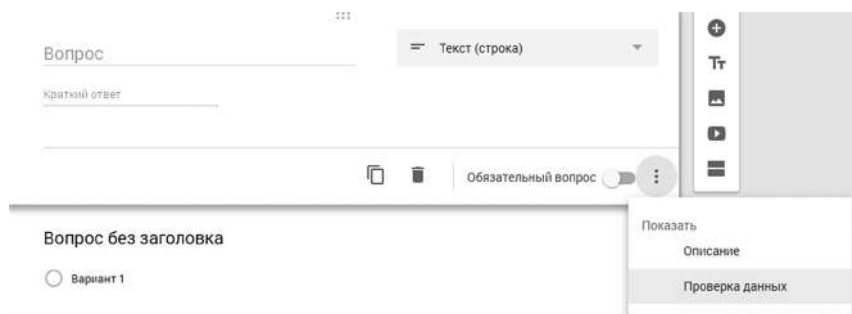 Вопрос
Текст (строка)
Краткий ответ
Обязательный вопрос
Показать
Описание
Проверка данных
Вопрос без заголовка
Вариант 1